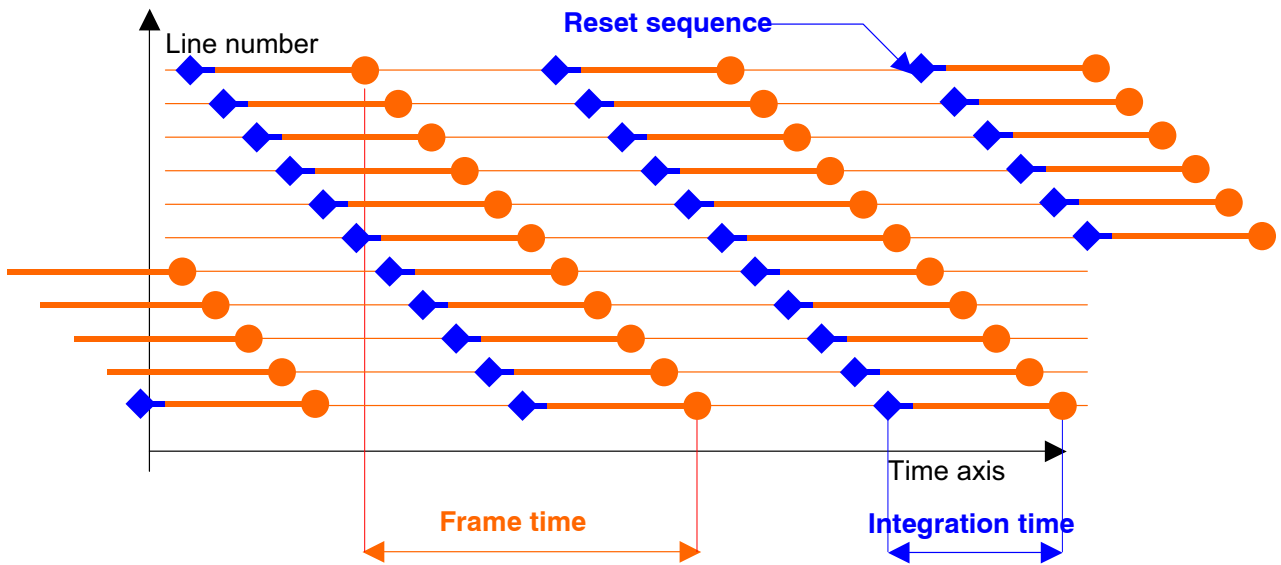 Reset sequence
Line number
Time axis
Frame time
Integration time